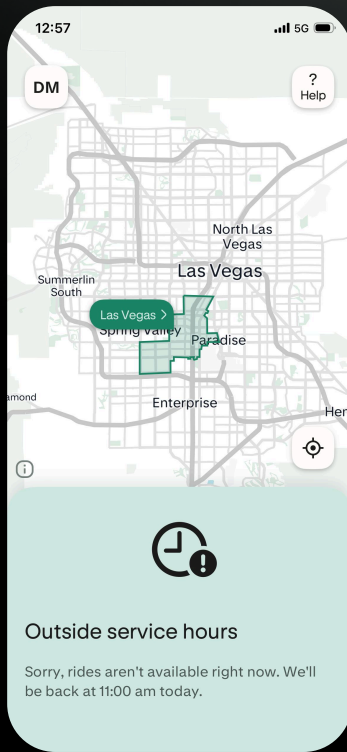 12:57
5G
DM
?
Help
North Las
Vegas
Las Vegas
Summerlin
South
Las Vegas >
Spring Valley
Paradise
amond
Enterprise
Hen
i
Outside service hours
Sorry, rides aren't available right now. We'll
be back at 11:00 am today.